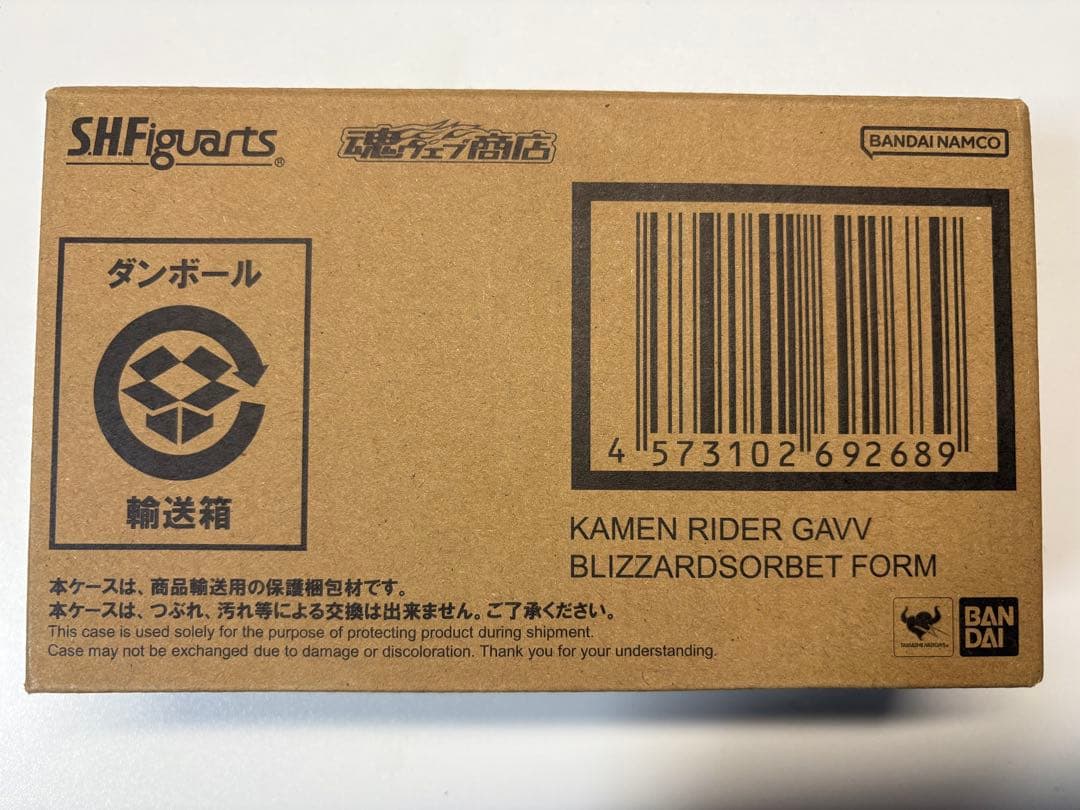 S.H.Figuarts®
魂ウェブ商店
BANDAI NAMCO
ダンボール
輸送箱
4 573102 692689
KAMEN RIDER GAVV
BLIZZARDSORBET FORM
本ケースは、商品輸送用の保護梱包材です。
本ケースは、つぶれ、汚れ等による交換は出来ません。ご了承ください。
This case is used solely for the purpose of protecting product during shipment.
Case may not be exchanged due to damage or discoloration. Thank you for your understanding.
TAMASHII NATIONS
BAN
DAI